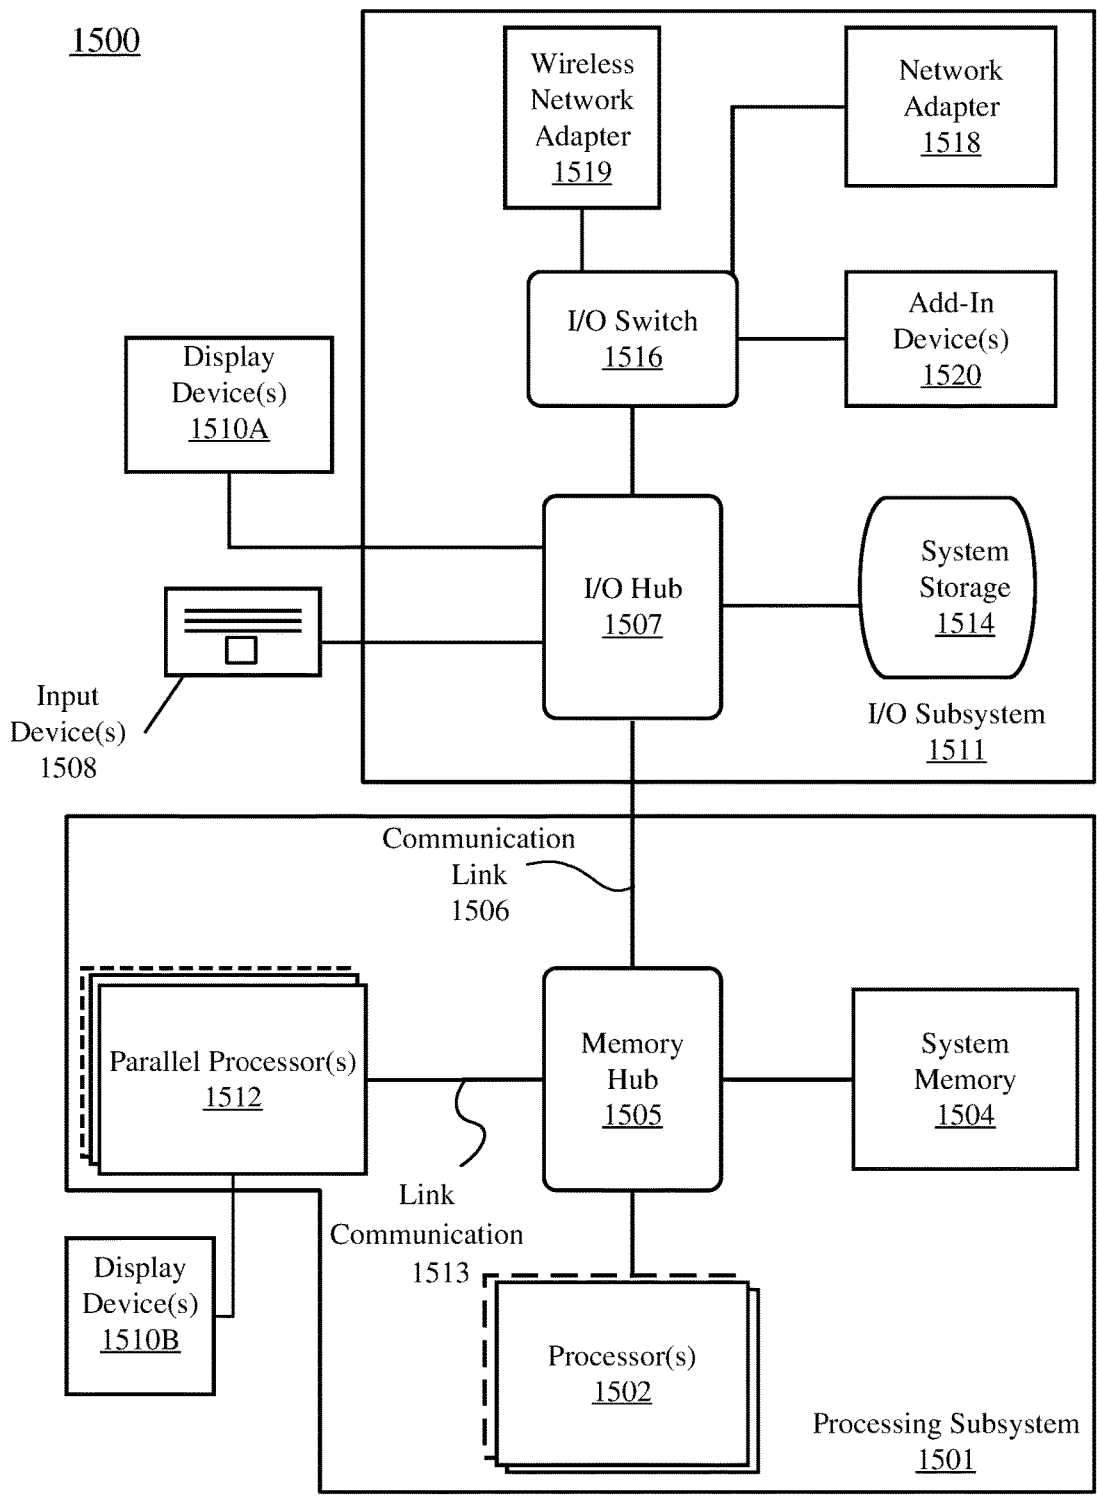 1500
Wireless
Network
Adapter
1519
Network
Adapter
1518
I/O Switch
1516
Add-In
Device(s)
1520
Display
Device(s)
1510A
I/O Hub
1507
System
Storage
1514
Input
Device(s)
1508
I/O Subsystem
1511
Communication
Link
1506
Parallel Processor(s)
1512
Memory
Hub
1505
System
Memory
1504
Link
Communication
1513
Display
Device(s)
1510B
Processor(s)
1502
Processing Subsystem
1501